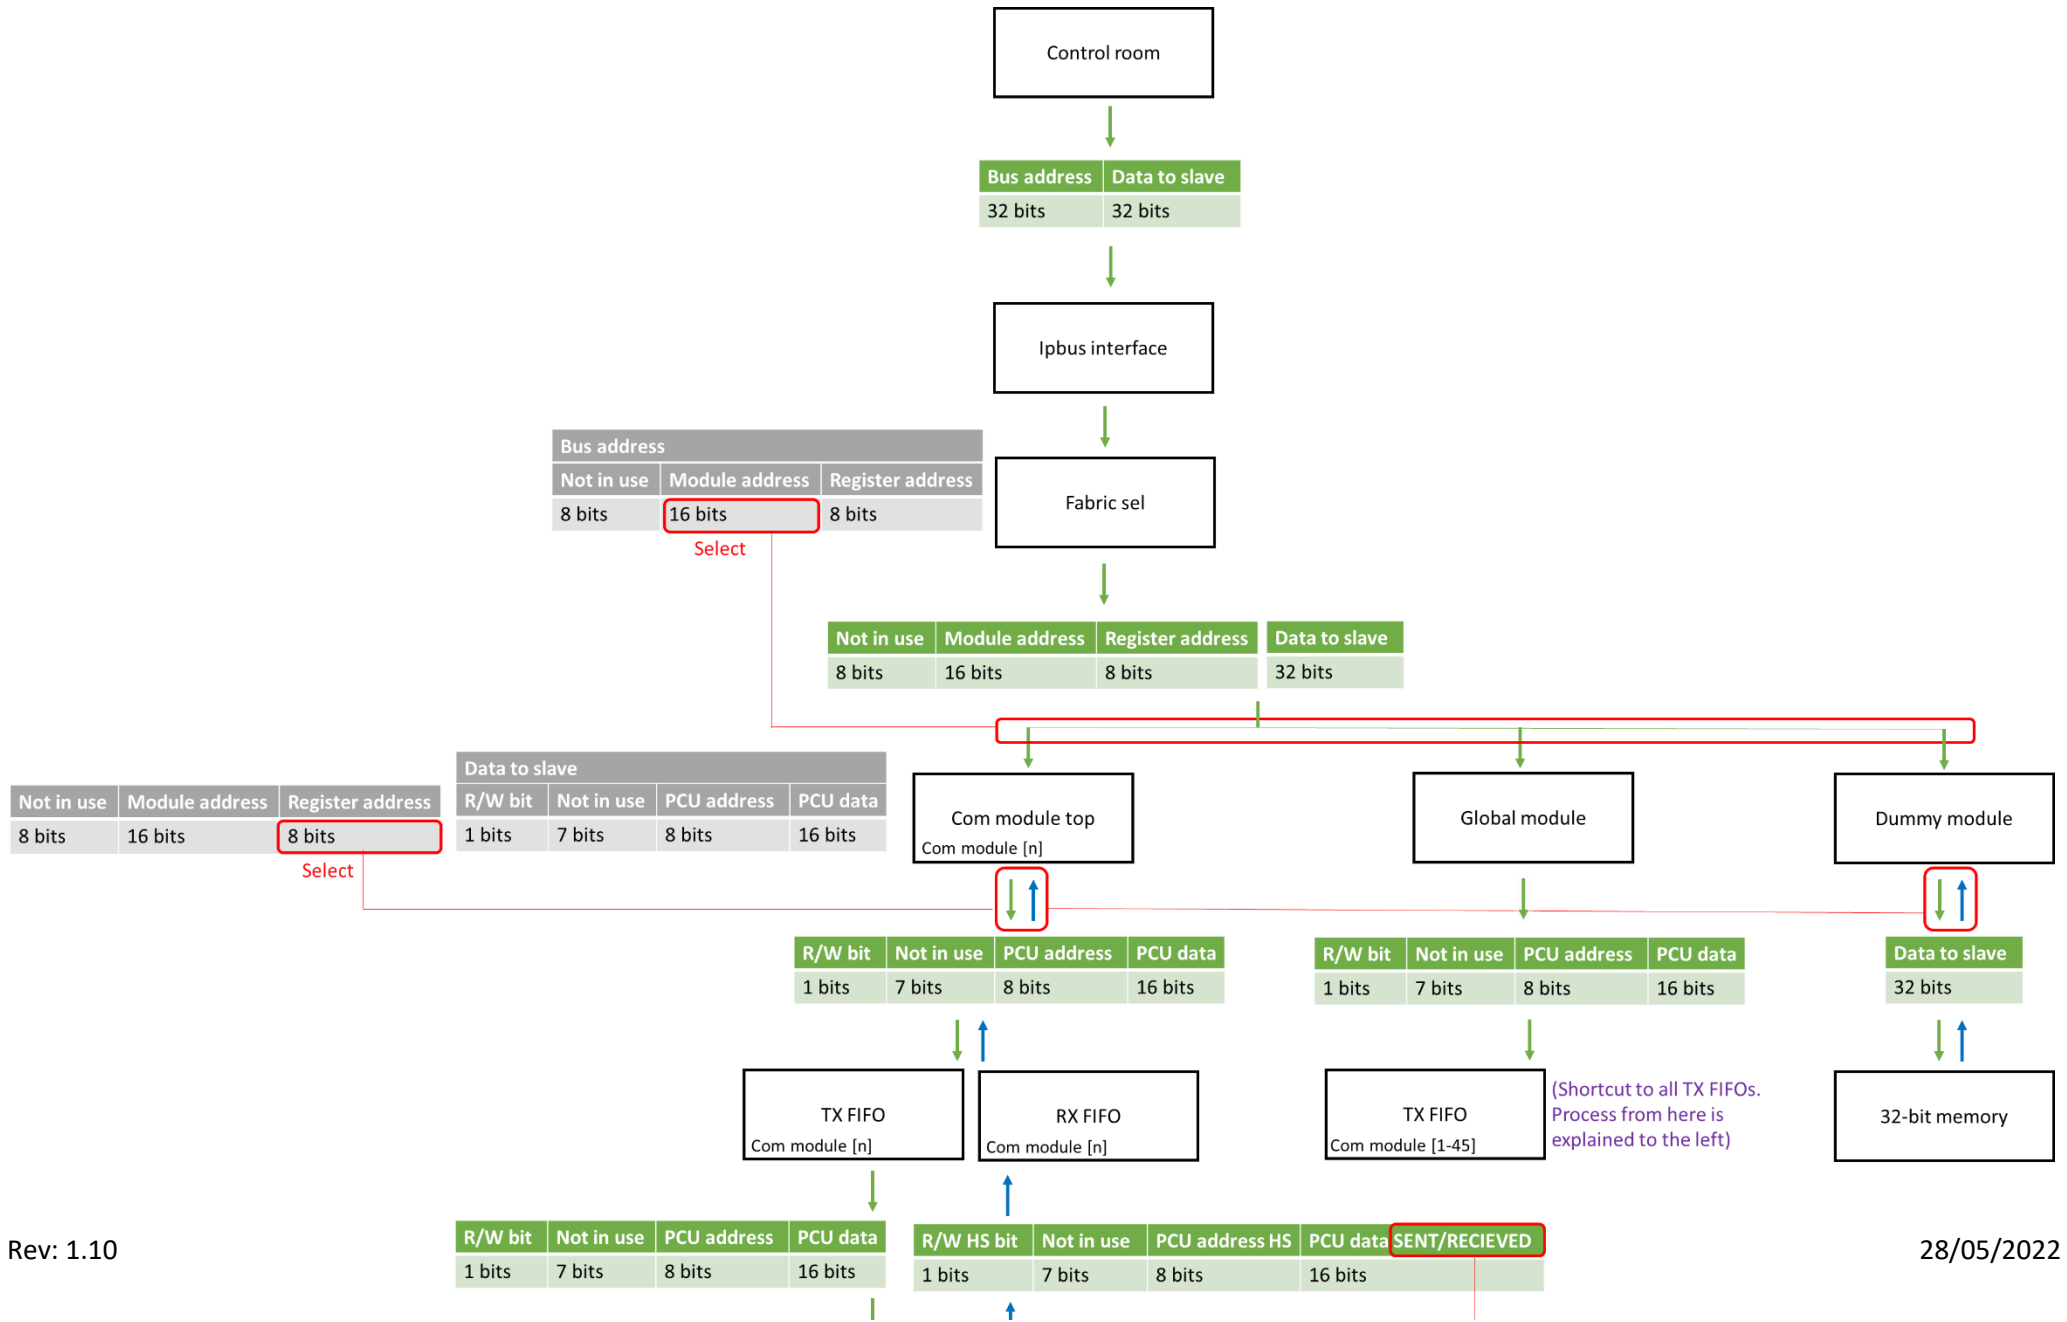 Control room
Bus address Data to slave
32 bits 32 bits
Ipbus interface
Bus address
Not in use Module address Register address
8 bits 16 bits 8 bits
Select
Fabric sel
Not in use Module address Register address Data to slave
8 bits 16 bits 8 bits 32 bits
Not in use Module address Register address
8 bits 16 bits 8 bits
Select
Data to slave
R/W bit Not in use PCU address PCU data
1 bits 7 bits 8 bits 16 bits
Com module top
Com module [n]
Global module
Dummy module
R/W bit Not in use PCU address PCU data
1 bits 7 bits 8 bits 16 bits
R/W bit Not in use PCU address PCU data
1 bits 7 bits 8 bits 16 bits
Data to slave
32 bits
TX FIFO
Com module [n]
RX FIFO
Com module [n]
TX FIFO
Com module [1-45]
(Shortcut to all TX FIFOs.
Process from here is
explained to the left)
32-bit memory
Rev: 1.10
R/W bit Not in use PCU address PCU data
1 bits 7 bits 8 bits 16 bits
R/W HS bit Not in use PCU address HS PCU data SENT/RECIEVED
1 bits 7 bits 8 bits 16 bits
28/05/2022